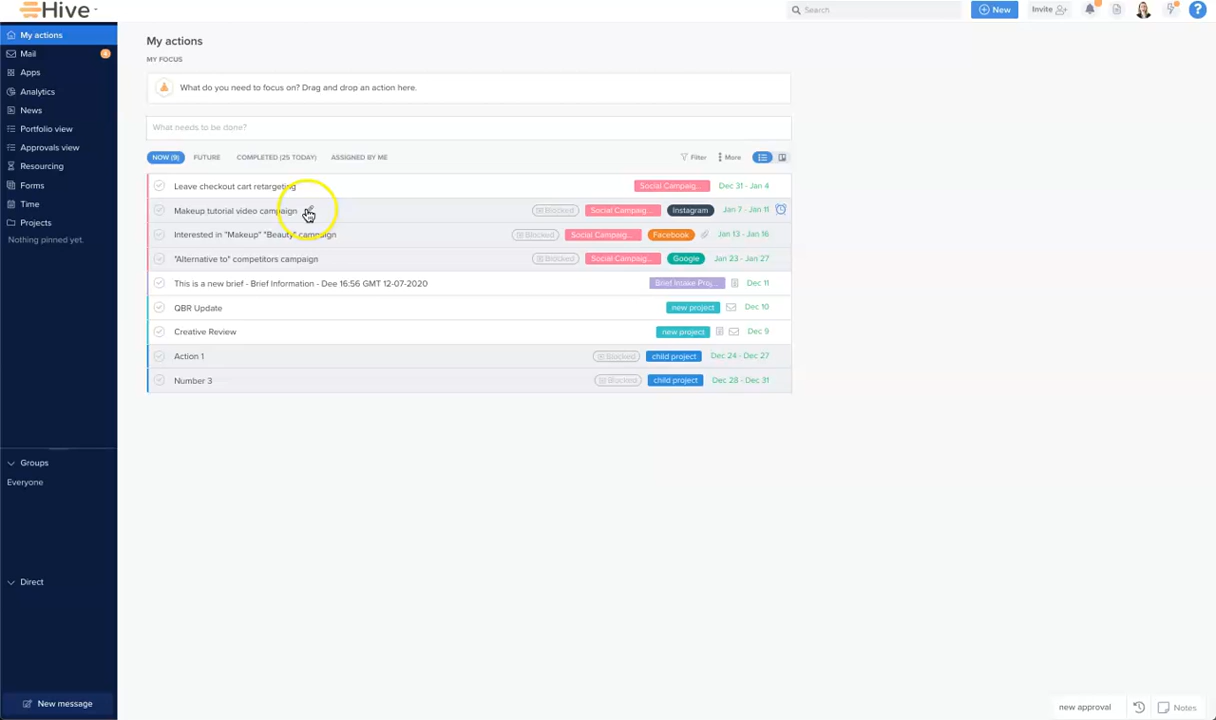 Hive
Search
New
Invite
?
My actions
Mail
4
Apps
Analytics
News
Portfolio view
Approvals view
Resourcing
Forms
Time
Projects
Nothing pinned yet.
Groups
Everyone
Direct
New message
My actions
MY FOCUS
What do you need to focus on? Drag and drop an action here.
What needs to be done?
NOW (9) FUTURE COMPLETED (25 TODAY) ASSIGNED BY ME Filter More
Leave checkout cart retargeting Social Campaig... Dec 31 - Jan 4
Makeup tutorial video campaign Blocked Social Campaig... Instagram Jan 7 - Jan 11
Interested in "Makeup" "Beauty" campaign Blocked Social Campaig... Facebook Jan 13 - Jan 16
"Alternative to" competitors campaign Blocked Social Campaig... Google Jan 23 - Jan 27
This is a new brief - Brief Information - Dee 16:56 GMT 12-07-2020 Brief Intake Proj... Dec 11
QBR Update new project Dec 10
Creative Review new project Dec 9
Action 1 Blocked child project Dec 24 - Dec 27
Number 3 Blocked child project Dec 28 - Dec 31
new approval Notes